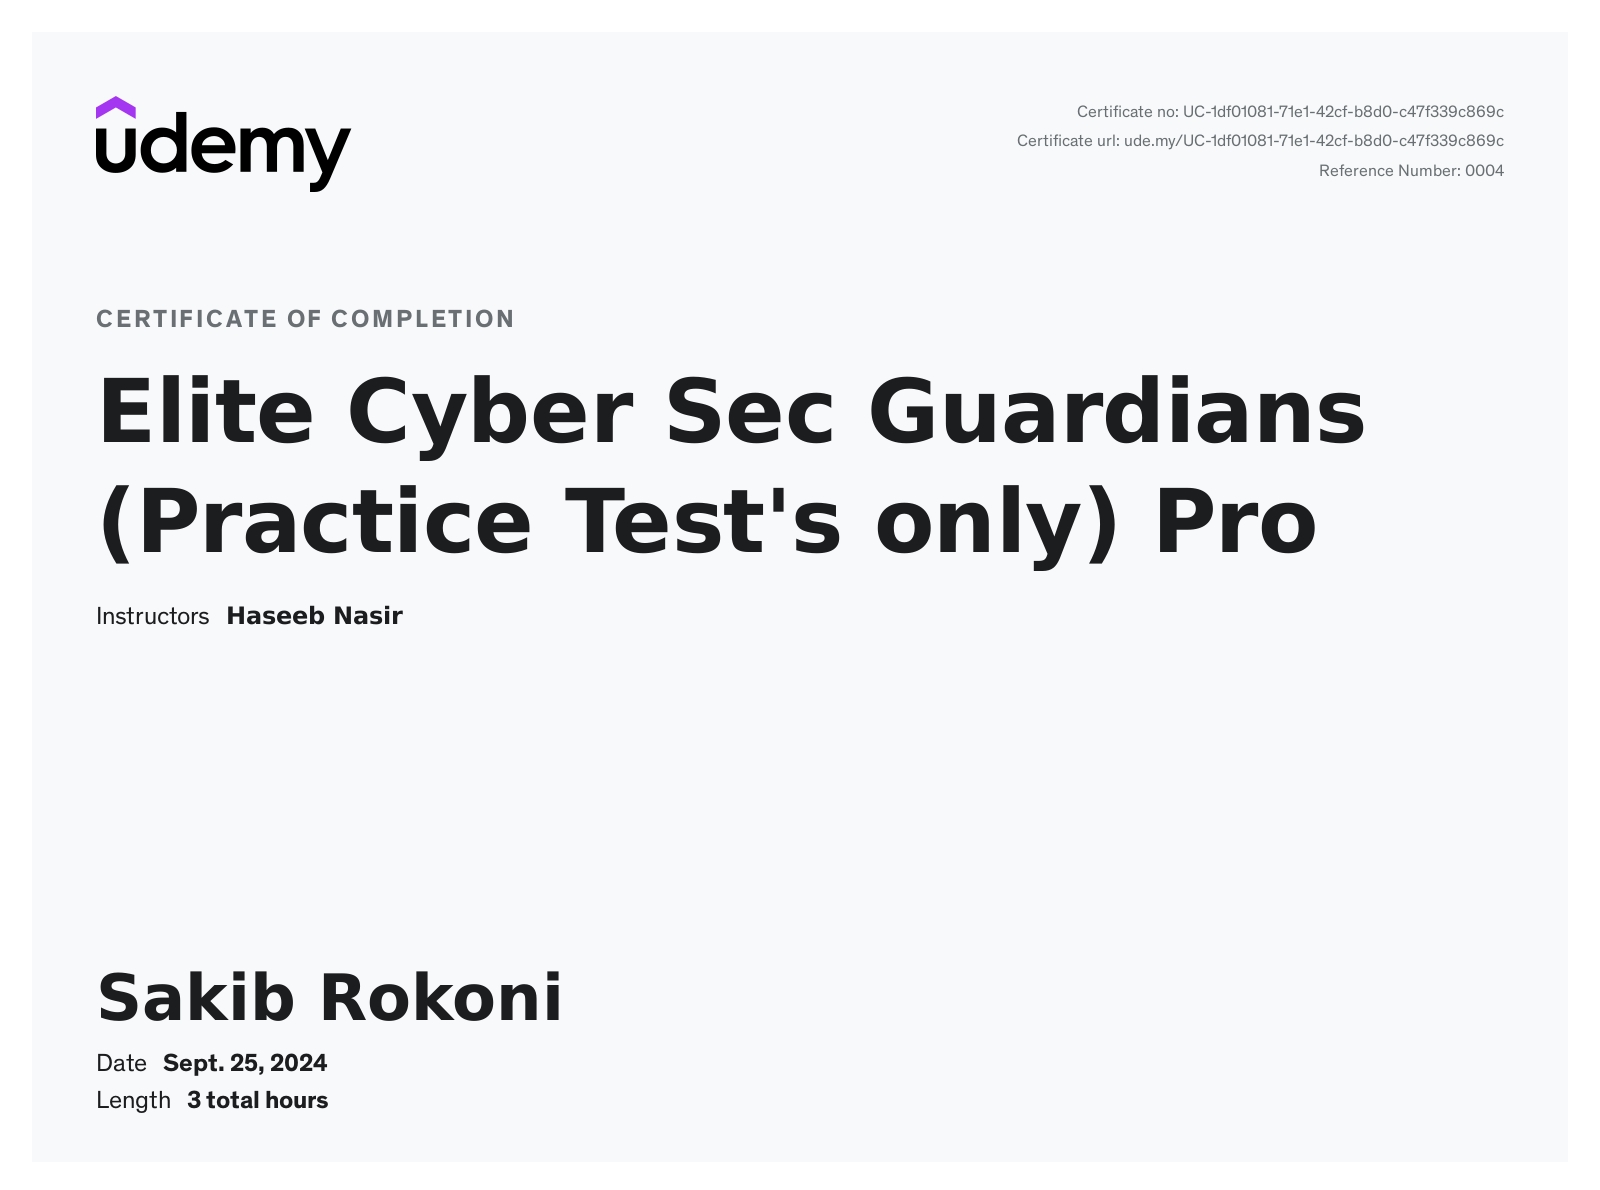 udemy
Certificate no: UC-1df01081-71e1-42cf-b8d0-c47f339c869c
Certificate url: ude.my/UC-1df01081-71e1-42cf-b8d0-c47f339c869c
Reference Number: 0004
CERTIFICATE OF COMPLETION
Elite Cyber Sec Guardians
(Practice Test's only) Pro
Instructors Haseeb Nasir
Sakib Rokoni
Date Sept. 25, 2024
Length 3 total hours